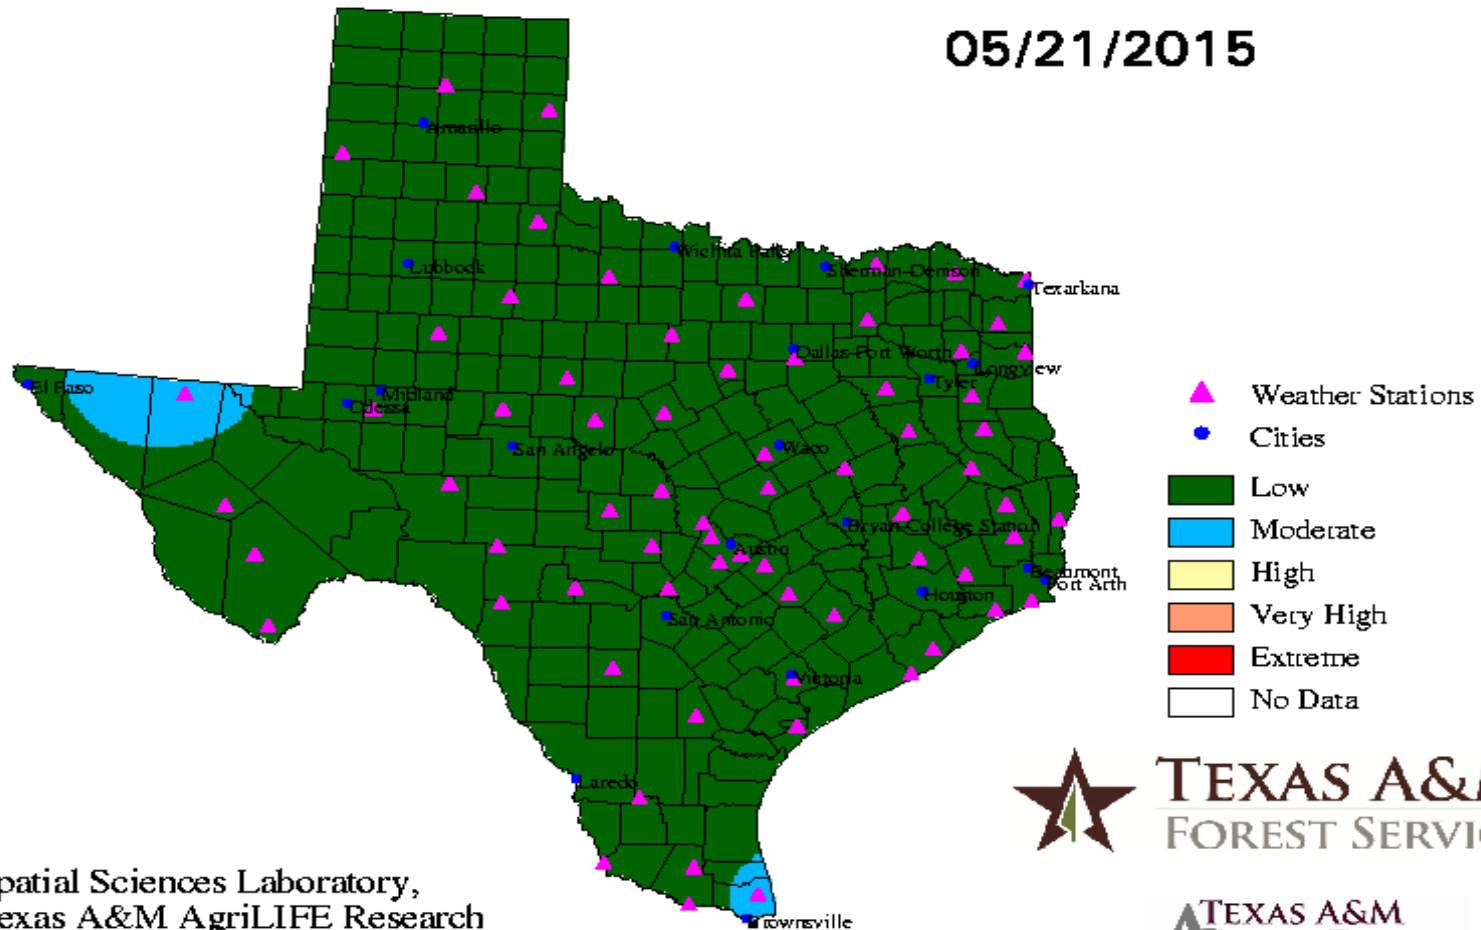 05/21/2015
Amarillo
Lubbock
Wichita Falls
Sherman-Denison
Texarkana
Dallas-Fort Worth
Longview
Tyler
El Paso
Midland
Odessa
San Angelo
Waco
Bryan-College Station
Austin
Beaumont
Port Arth
Houston
San Antonio
Victoria
Laredo
Brownsville
Weather Stations
Cities
Low
Moderate
High
Very High
Extreme
No Data
TEXAS A&M
FOREST SERVIC
patial Sciences Laboratory,
exas A&M AgriLIFE Research
TEXAS A&M